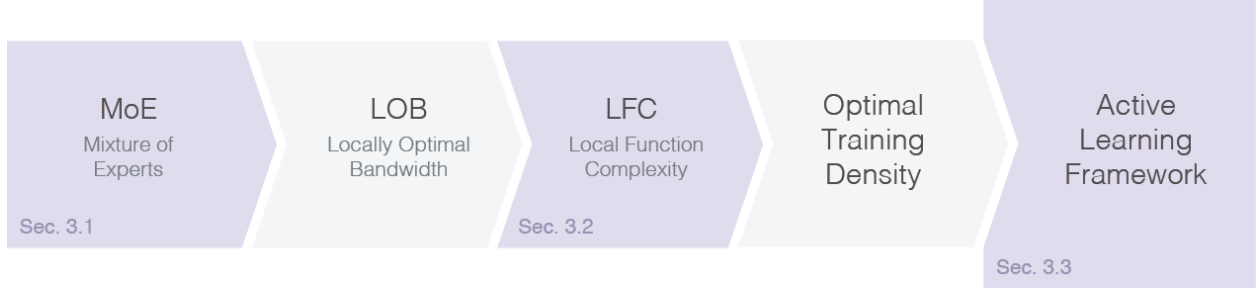 MoE
Mixture of
Experts
Sec. 3.1
LOB
Locally Optimal
Bandwidth
LFC
Local Function
Complexity
Sec. 3.2
Optimal
Training
Density
Active
Learning
Framework
Sec. 3.3